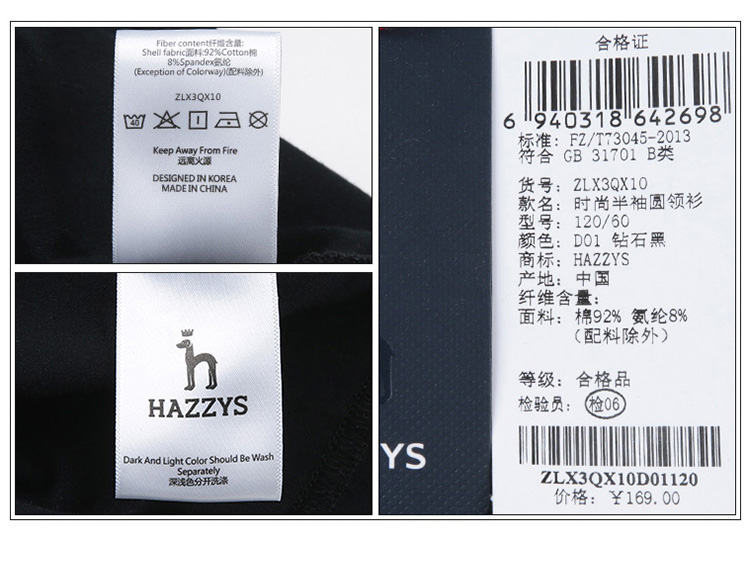 Fiber content纤维含量:
Shell fabric面料:92%Cotton棉
8%Spandex氨纶
(Exception of Colorway)(配料除外)
ZLX3QX10
40
Keep Away From Fire
远离火源
DESIGNED IN KOREA
MADE IN CHINA
HAZZYS
Dark And Light Color Should Be Wash
Separately
深浅色分开洗涤
YS
合格证
6 940318 642698
标准: FZ/T73045-2013
符合 GB 31701 B类
货号: ZLX3QX10
款名: 时尚半袖圆领衫
型号: 120/60
颜色: D01 钻石黑
商标: HAZZYS
产地: 中国
纤维含量:
面料: 棉92% 氨纶8%
(配料除外)
等级: 合格品
检验员: 检06
ZLX3QX10D01120
价格: ¥169.00